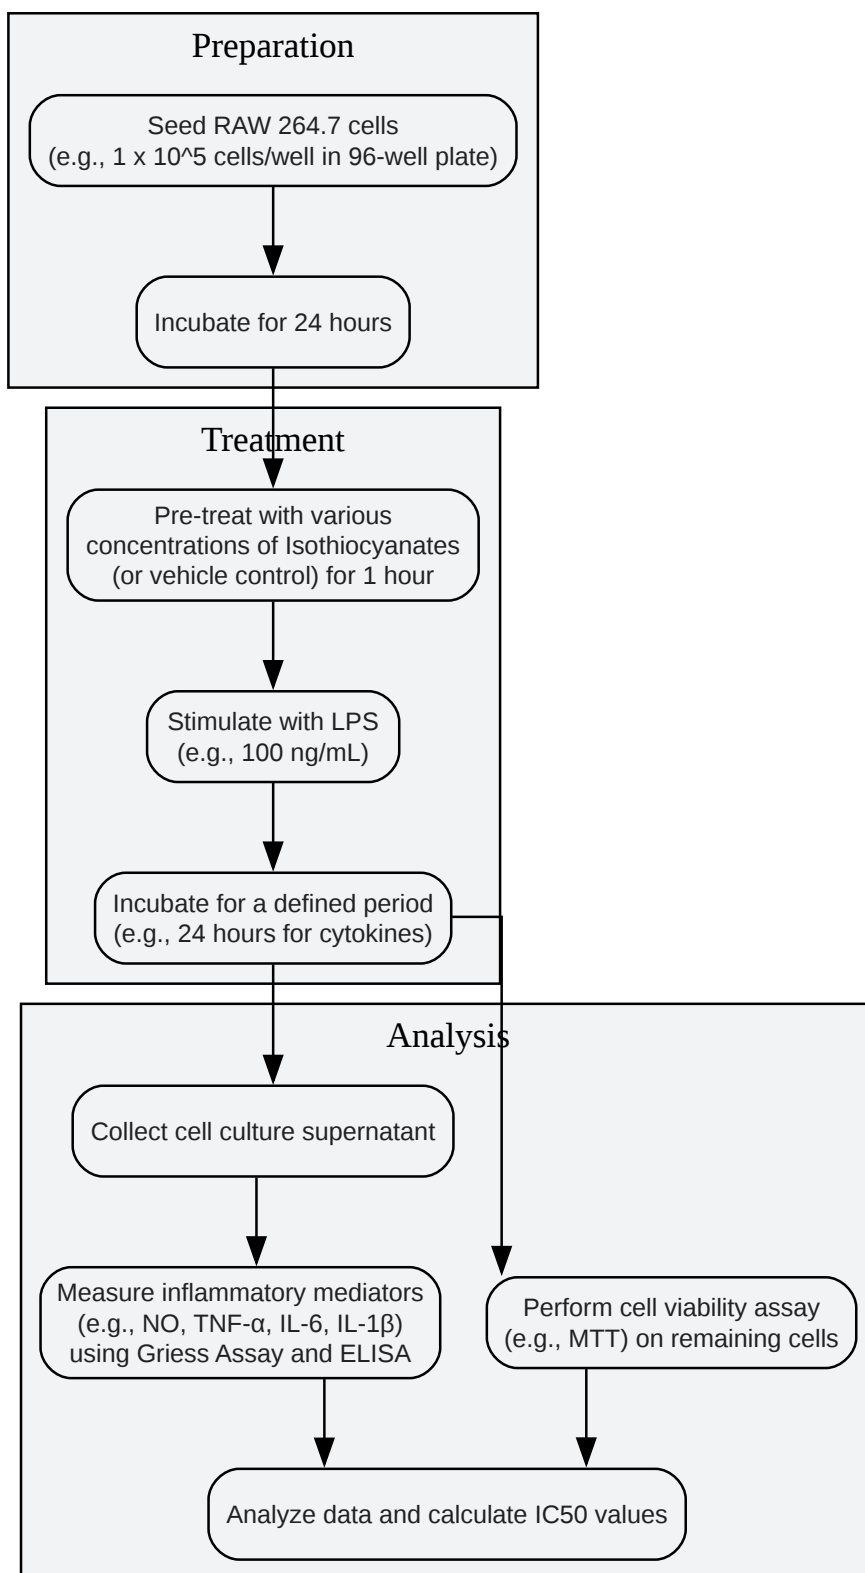 Preparation
Seed RAW 264.7 cells
(e.g., 1 x 10^5 cells/well in 96-well plate)
Incubate for 24 hours
Treatment
Pre-treat with various
concentrations of Isothiocyanates
(or vehicle control) for 1 hour
Stimulate with LPS
(e.g., 100 ng/mL)
Incubate for a defined period
(e.g., 24 hours for cytokines)
Analysis
Collect cell culture supernatant
Measure inflammatory mediators
(e.g., NO, TNF-α, IL-6, IL-1β)
using Griess Assay and ELISA
Perform cell viability assay
(e.g., MTT) on remaining cells
Analyze data and calculate IC50 values